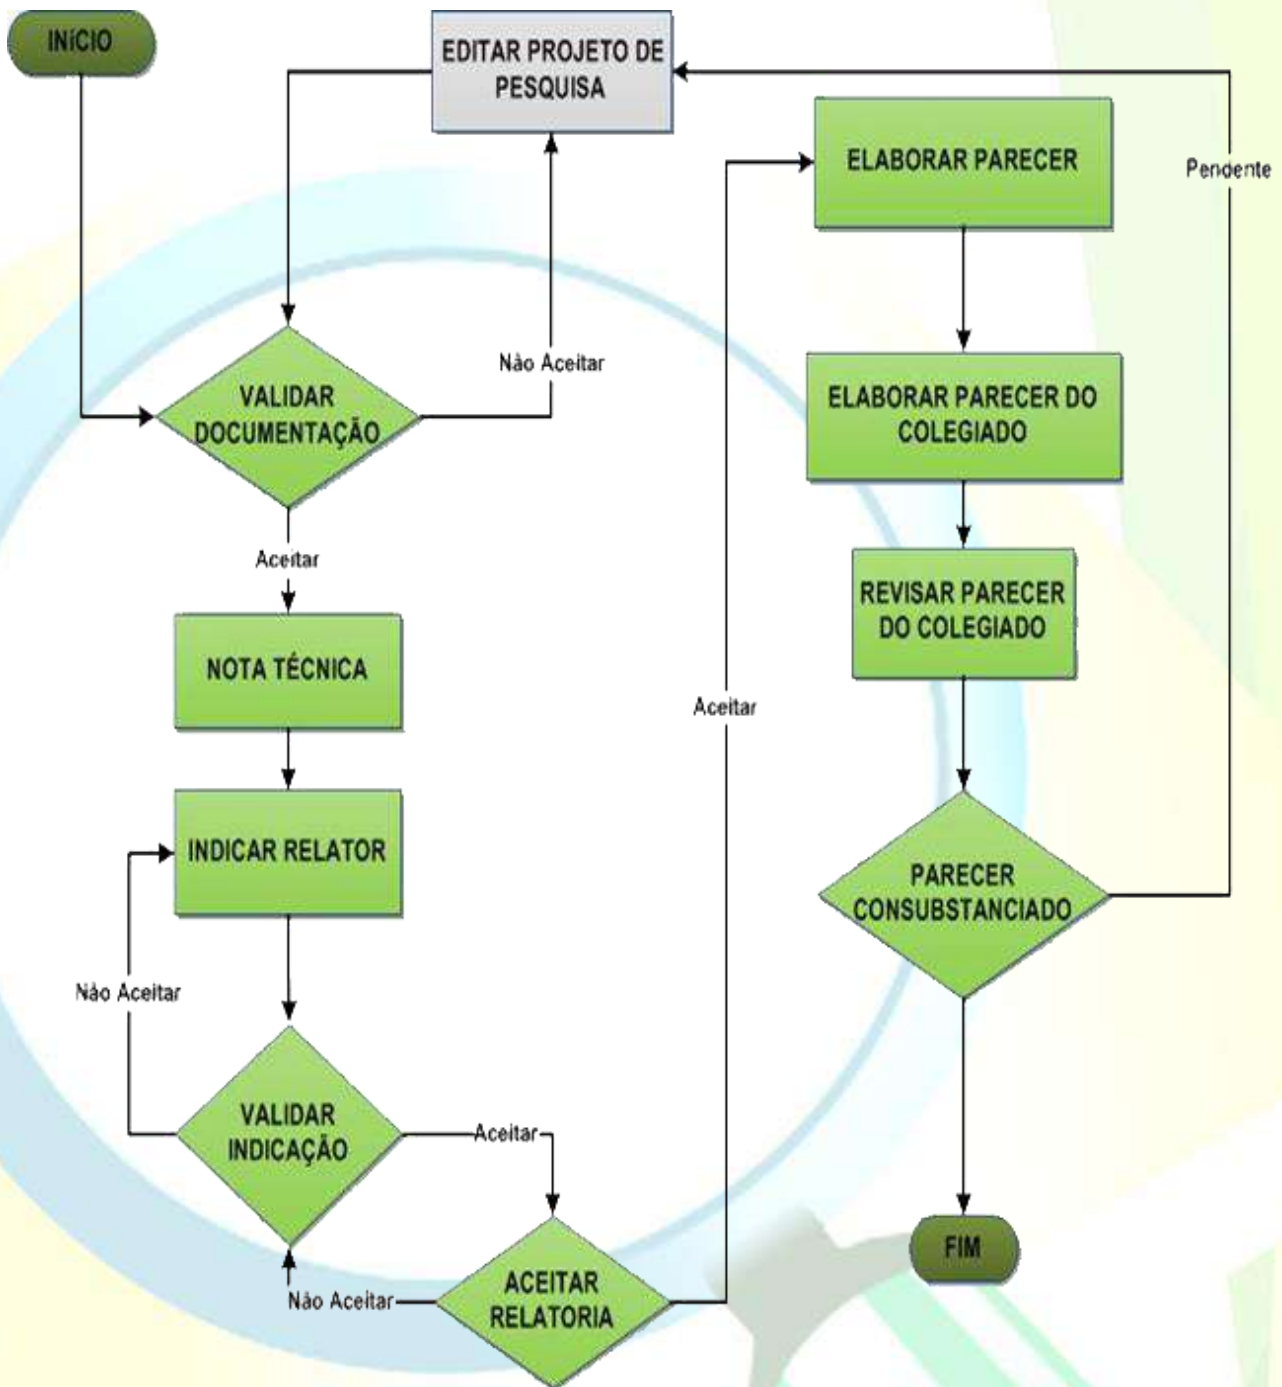 INíCIO
EDITAR PROJETO DE
PESQUISA
ELABORAR PARECER
Pendente
Não Aceitar
VALIDAR
DOCUMENTAÇÃO
ELABORAR PARECER DO
COLEGIADO
Aceitar
REVISAR PARECER
DO COLEGIADO
NOTA TÉCNICA
Aceitar
INDICAR RELATOR
PARECER
CONSUBSTANCIADO
Não Aceitar
VALIDAR
INDICAÇÃO
Aceitar
FIM
Não Aceitar
ACEITAR
RELATORIA